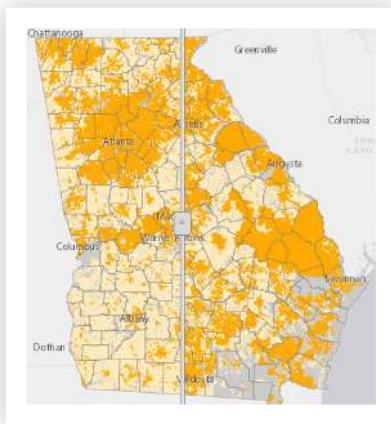 Chattanooga
Greenville
Columbia
Athens
Atlanta
Augusta
Columbus
Warner Robins
Savannah
Albany
Dothan
Valdosta